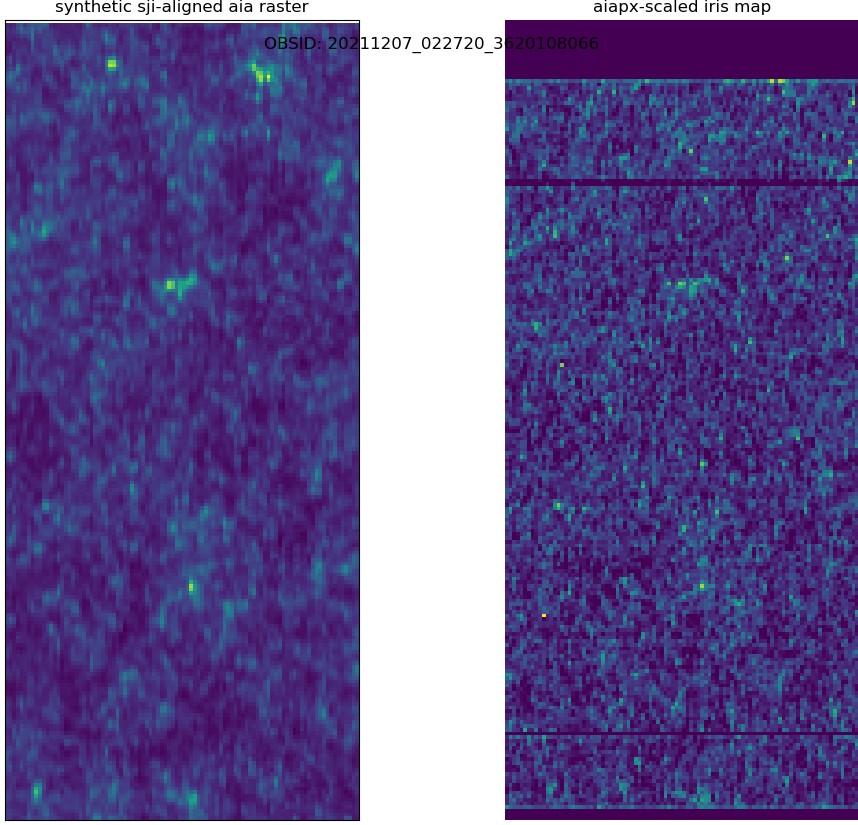 synthetic sji-aligned aia raster
aiapx-scaled iris map
OBSID: 20211207_022720_3620108066